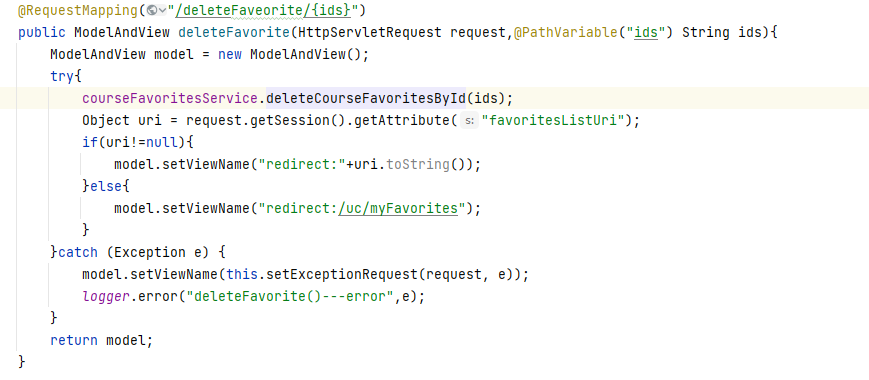 @RequestMapping("/deleteFaveorite/{ids}")
public ModelAndView deleteFavorite(HttpServletRequest request,@PathVariable("ids") String ids){
ModelAndView model = new ModelAndView();
try{
courseFavoritesService.deleteCourseFavoritesById(ids);
Object uri = request.getSession().getAttribute( s: "favoritesListUri");
if(uri!=null){
model.setViewName("redirect:"+uri.toString());
}else{
model.setViewName("redirect:/uc/myFavorites");
}
}catch (Exception e) {
model.setViewName(this.setExceptionRequest(request, e));
logger.error("deleteFavorite()---error",e);
}
return model;
}